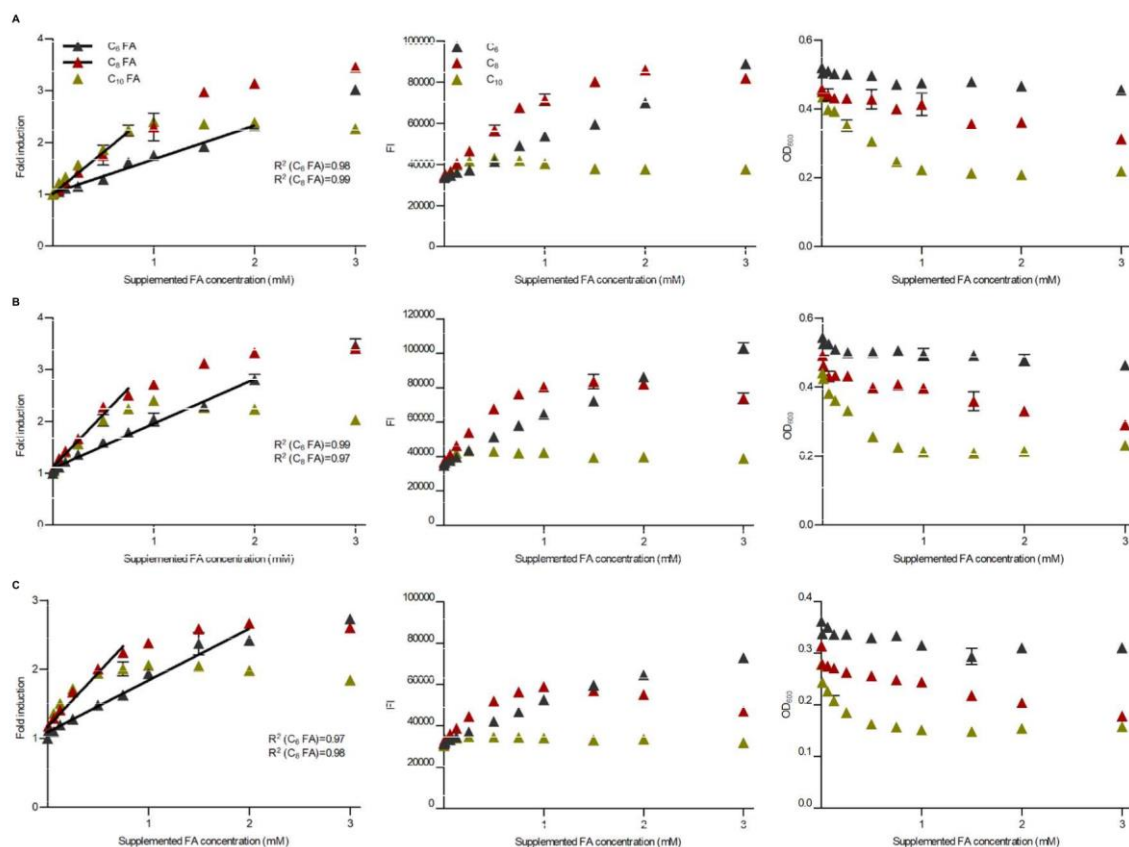 A
Fold induction
4
3
2
1
0
C6 FA
C8 FA
C10 FA
R² (C6 FA)=0.98
R² (C8 FA)=0.99
1
2
3
Supplemented FA concentration (mM)
FI
100000
80000
60000
40000
20000
0
C6
C8
C10
1
2
3
Supplemented FA concentration (mM)
OD600
0.6
0.4
0.2
0.0
1
2
3
Supplemented FA concentration (mM)
B
Fold induction
4
3
2
1
0
R² (C6 FA)=0.99
R² (C8 FA)=0.97
1
2
3
Supplemented FA concentration (mM)
FI
120000
100000
80000
60000
40000
20000
0
1
2
3
Supplemented FA concentration (mM)
OD600
0.6
0.4
0.2
0.0
1
2
3
Supplemented FA concentration (mM)
C
Fold induction
3
2
1
0
R² (C6 FA)=0.97
R² (C8 FA)=0.98
1
2
3
Supplemented FA concentration (mM)
FI
100000
80000
60000
40000
20000
0
1
2
3
Supplemented FA concentration (mM)
OD600
0.4
0.3
0.2
0.1
0.0
1
2
3
Supplemented FA concentration (mM)